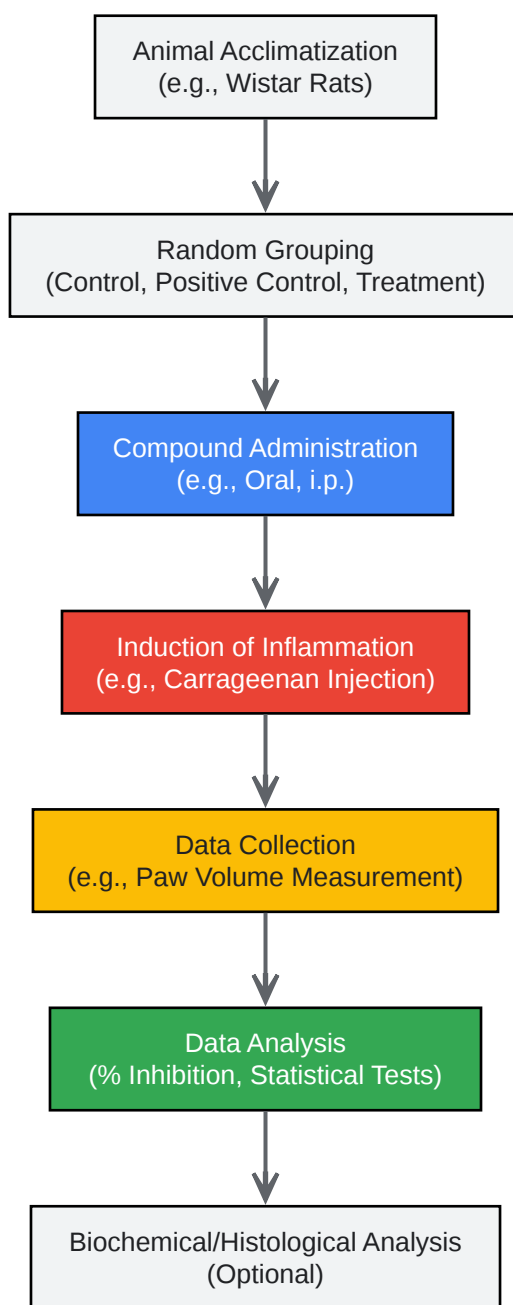 Animal Acclimatization
(e.g., Wistar Rats)
Random Grouping
(Control, Positive Control, Treatment)
Compound Administration
(e.g., Oral, i.p.)
Induction of Inflammation
(e.g., Carrageenan Injection)
Data Collection
(e.g., Paw Volume Measurement)
Data Analysis
(% Inhibition, Statistical Tests)
Biochemical/Histological Analysis
(Optional)